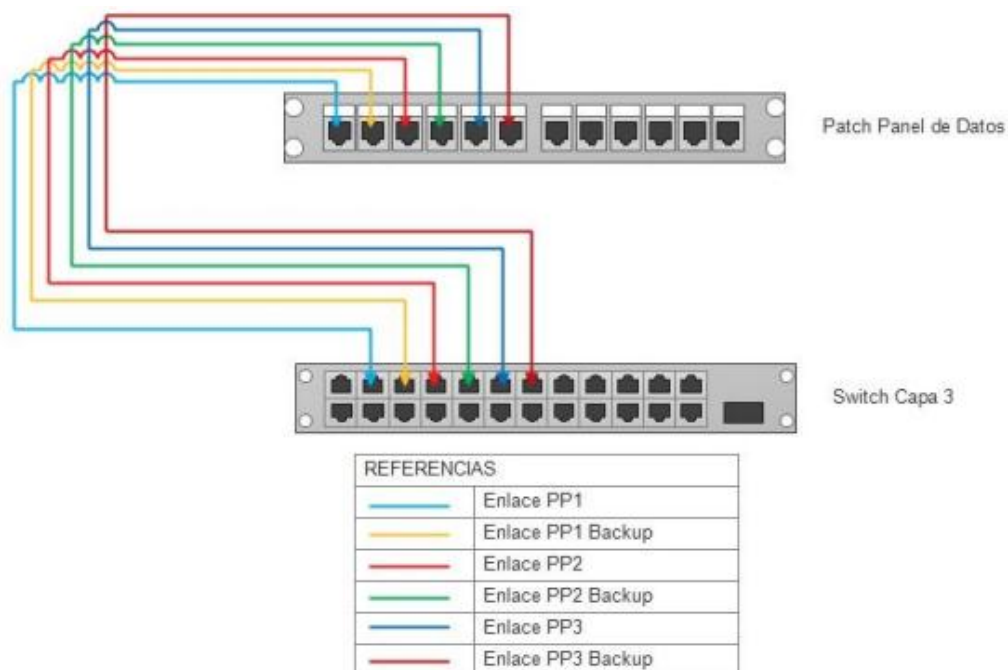 Patch Panel de Datos
Switch Capa 3
REFERENCIAS
Enlace PP1
Enlace PP1 Backup
Enlace PP2
Enlace PP2 Backup
Enlace PP3
Enlace PP3 Backup